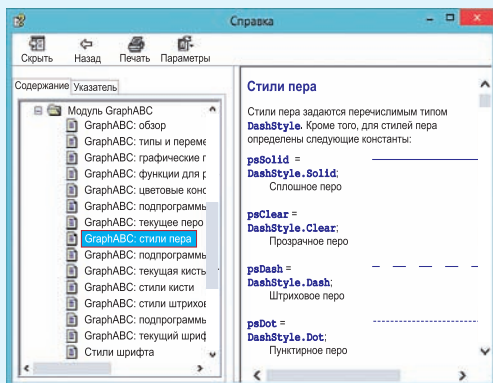 Справка
Скрыть Назад Печать Параметры
Содержание Указатель
Модуль GraphABC
GraphABC: обзор
GraphABC: типы и переме
GraphABC: графические п
GraphABC: функции для р
GraphABC: цветовые конс
GraphABC: подпрограммы
GraphABC: текущее перо
GraphABC: стили пера
GraphABC: подпрограммы
GraphABC: текущая кисть
GraphABC: стили кисти
GraphABC: стили штрихов
GraphABC: подпрограммы
GraphABC: текущий шриф
Стили шрифта
Стили пера
Стили пера задаются перечислимым типом
DashStyle. Кроме того, для стилей пера
определены следующие константы:
psSolid =
DashStyle.Solid;
Сплошное перо
psClear =
DashStyle.Clear;
Прозрачное перо
psDash =
DashStyle.Dash;
Штриховое перо
psDot =
DashStyle.Dot;
Пунктирное перо